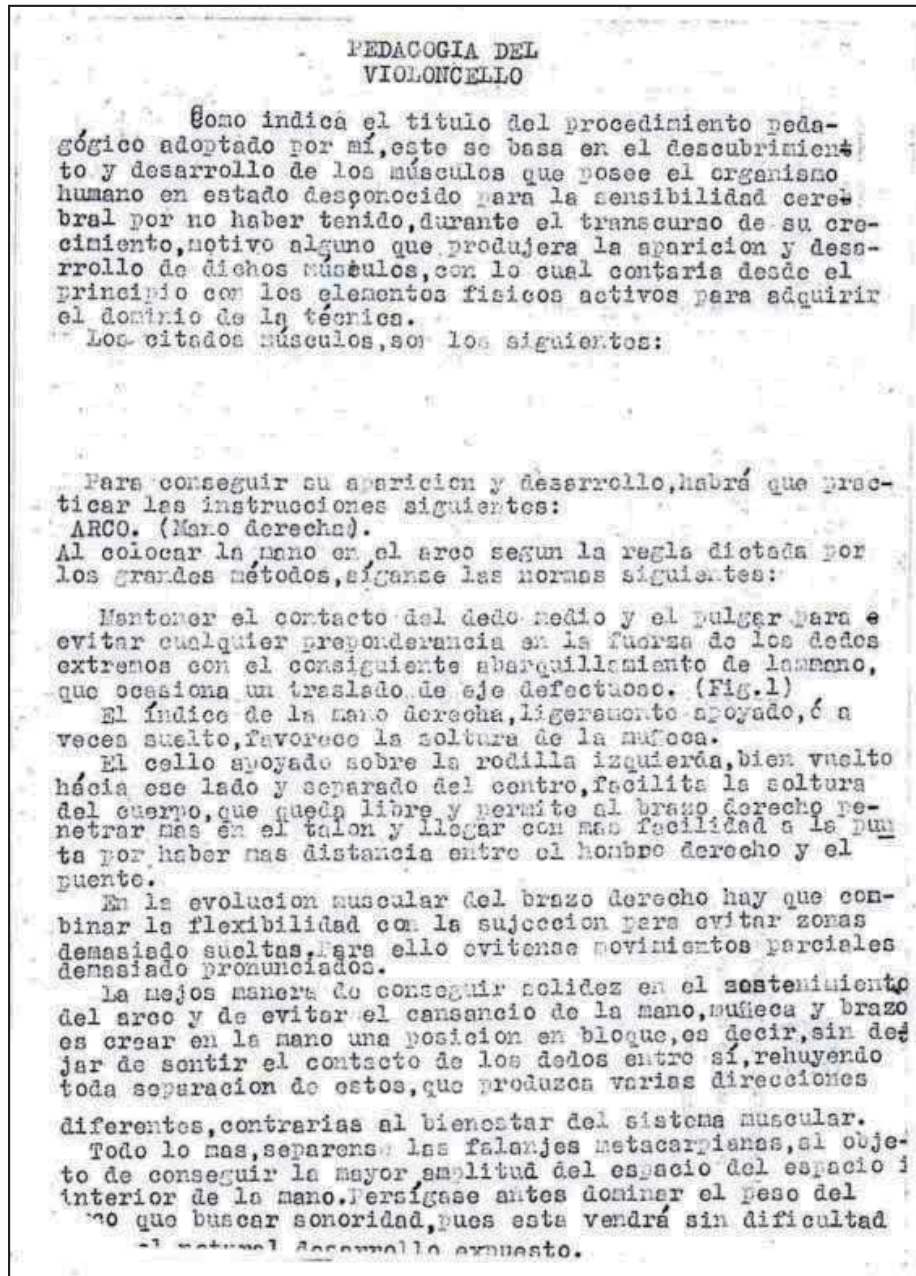 PEDACOGIA DEL
VIOLONCELLO
Como indica el titulo del procedimiento peda-
gógico adoptado por mí,este se basa en el descubrimient
to y desarrollo de los músculos que posee el organismo
humano en estado desconocido para la sensibilidad cere
bral por no haber tenido,durante el transcurso de su cre-
cimiento,motivo alguno que produjera la aparicion y desa-
rrollo de dichos músculos,con lo cual contaria desde el
principio con los elementos fisicos activos para adquirir
el dominio de la técnica.
Los citados músculos,son los siguientes:
Para conseguir su aparicion y desarrollo,habrá que prac-
ticar las instrucciones siguientes:
ARCO. (Mano derecha).
Al colocar la mano en el arco segun la regla dictada por
los grandes métodos,síganse las normas siguientes:
Mantener el contacto del dedo medio y el pulgar para e
evitar cualquier preponderancia en la fuerza de los dedos
extremos con el consiguiente abarquillamiento de lammano,
que ocasiona un traslado de eje defectuoso. (Fig.1)
El índice de la mano derecha,ligeramente apoyado,ó a
veces suelto,favorece la soltura de la muñeca.
El cello apoyado sobre la rodilla izquierda,bien vuelto
hácia ese lado y separado del centro,facilita la soltura
del cuerpo,que queda libre y permite al brazo derecho pe-
netrar mas en el talon y llegar con mas facilidad a la pun
ta por haber mas distancia entre el hombro derecho y el
puente.
En la evolucion muscular del brazo derecho hay que com-
binar la flexibilidad con la sujeccion para evitar zonas
demasiado sueltas.Para ello evitense movimientos parciales
demasiado pronunciados.
La mejos manera de conseguir solidez en el sostenimiento
del arco y de evitar el cansancio de la mano,muñeca y brazo
es crear en la mano una posicion en bloque,es decir,sin de
jar de sentir el contacto de los dedos entre sí,rehuyendo
toda separacion de estos,que produzca varias direcciones
diferentes,contrarias al bienestar del sistema muscular.
Todo lo mas,separense las falanjes metacarpianas,al obje-
to de conseguir la mayor amplitud del espacio del espacio i
interior de la mano.Persígase antes dominar el peso del
que buscar sonoridad,pues esta vendrá sin dificultad
natural desarrollo expuesto.